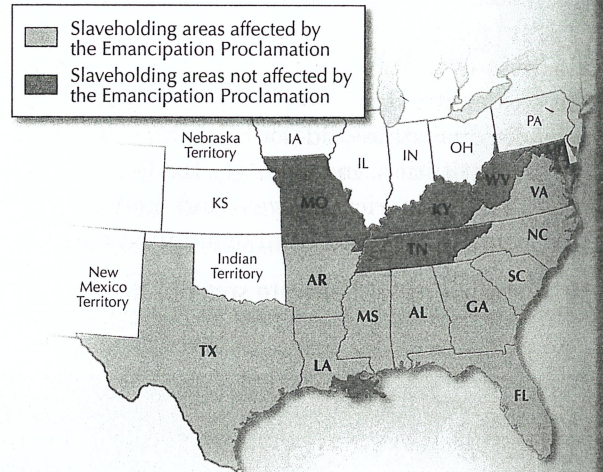 Slaveholding areas affected by
the Emancipation Proclamation
Slaveholding areas not affected by
the Emancipation Proclamation
Nebraska
Territory
IA
IL
IN
OH
PA
KS
MO
KY
WV
VA
New
Mexico
Territory
Indian
Territory
AR
TN
NC
SC
TX
LA
MS
AL
GA
FL